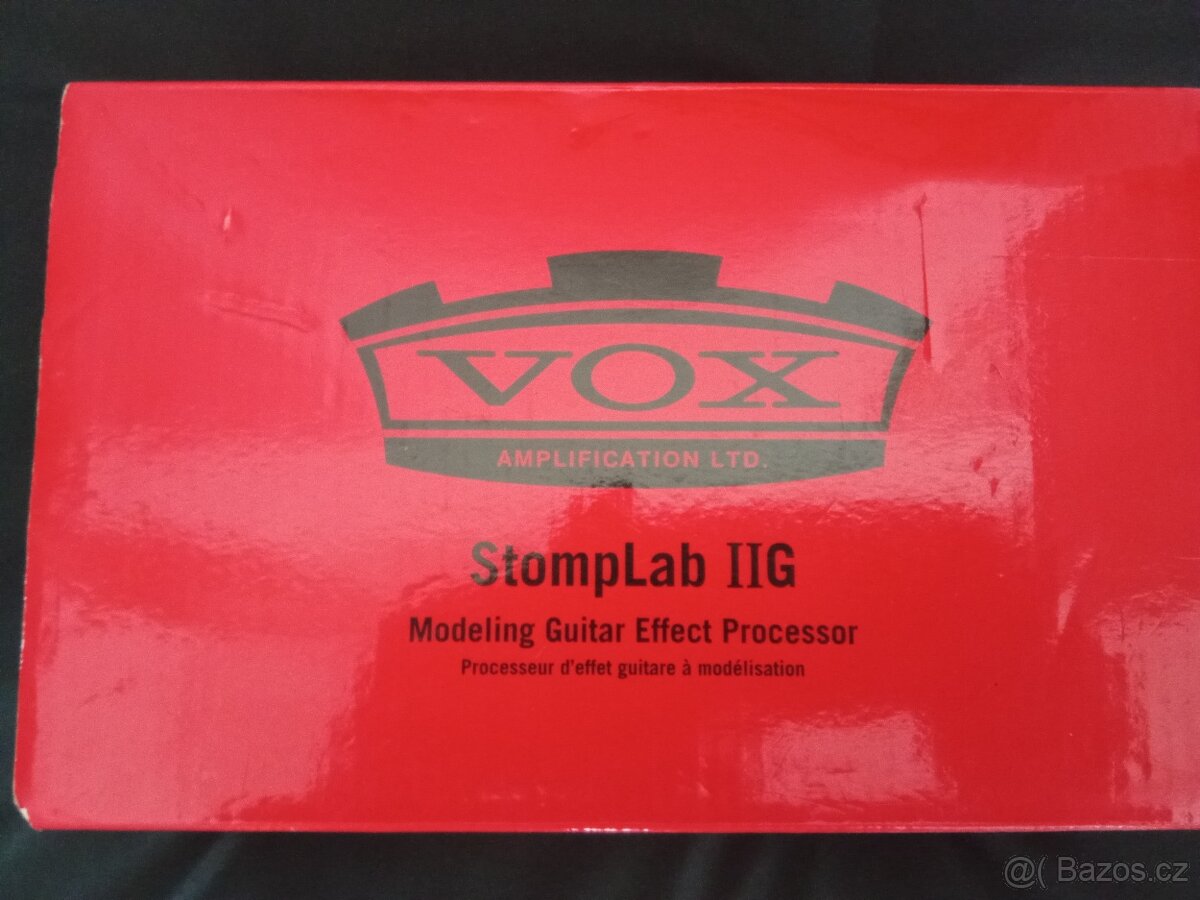 VOX
AMPLIFICATION LTD.
StompLab IIG
Modeling Guitar Effect Processor
Processeur d'effet guitare à modélisation
@( Bazos.cz